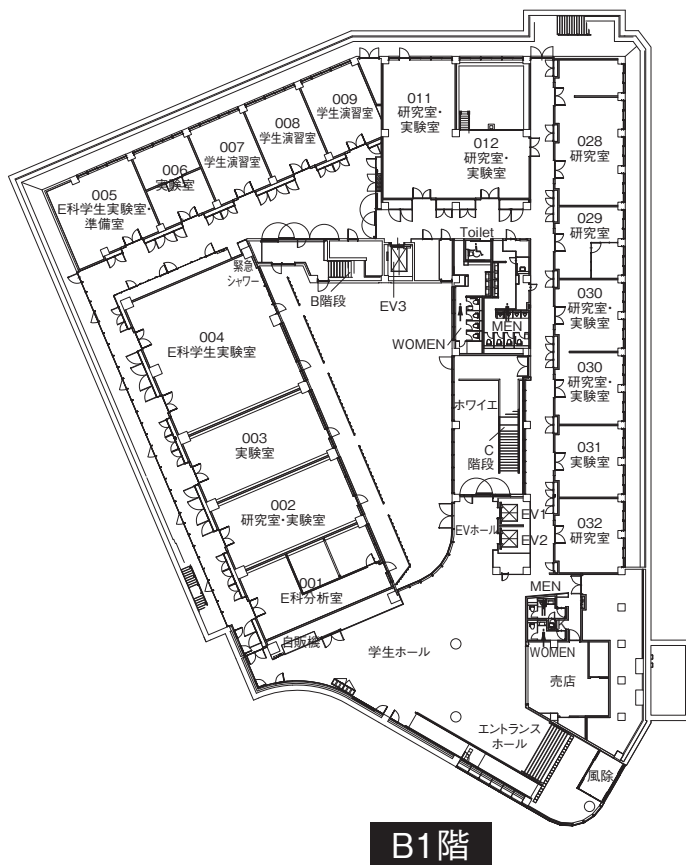 009
学生演習室
008
学生演習室
007
学生演習室
006
実験室
005
E科学生実験室・
準備室
011
研究室・
実験室
012
研究室・
実験室
028
研究室
029
研究室
030
研究室・
実験室
030
研究室・
実験室
031
実験室
032
研究室
Toilet
緊急
シャワー
B階段
EV3
WOMEN
MEN
004
E科学生実験室
003
実験室
002
研究室・実験室
001
E科分析室
ホワイエ
C
階段
EVホール
EV1
EV2
MEN
WOMEN
自販機
学生ホール
売店
エントランス
ホール
風除
B1階